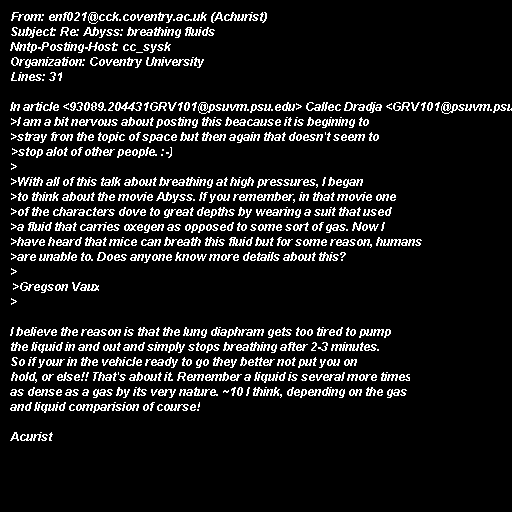 From: enf021@cck.coventry.ac.uk (Achurist)
Subject: Re: Abyss: breathing fluids
Nntp-Posting-Host: cc_sysk
Organization: Coventry University
Lines: 31
In article <93089.204431GRV101@psuvm.psu.edu> Callec Dradja <GRV101@psuvm.psu
>I am a bit nervous about posting this beacause it is begining to
>stray fron the topic of space but then again that doesn't seem to
>stop alot of other people. :-)
>
>With all of this talk about breathing at high pressures, I began
>to think about the movie Abyss. If you remember, in that movie one
>of the characters dove to great depths by wearing a suit that used
>a fluid that carries oxegen as opposed to some sort of gas. Now I
>have heard that mice can breath this fluid but for some reason, humans
>are unable to. Does anyone know more details about this?
>
>Gregson Vaux
>
I believe the reason is that the lung diaphram gets too tired to pump
the liquid in and out and simply stops breathing after 2-3 minutes.
So if your in the vehicle ready to go they better not put you on
hold, or else!! That's about it. Remember a liquid is several more times
as dense as a gas by its very nature. ~10 I think, depending on the gas
and liquid comparision of course!
Acurist